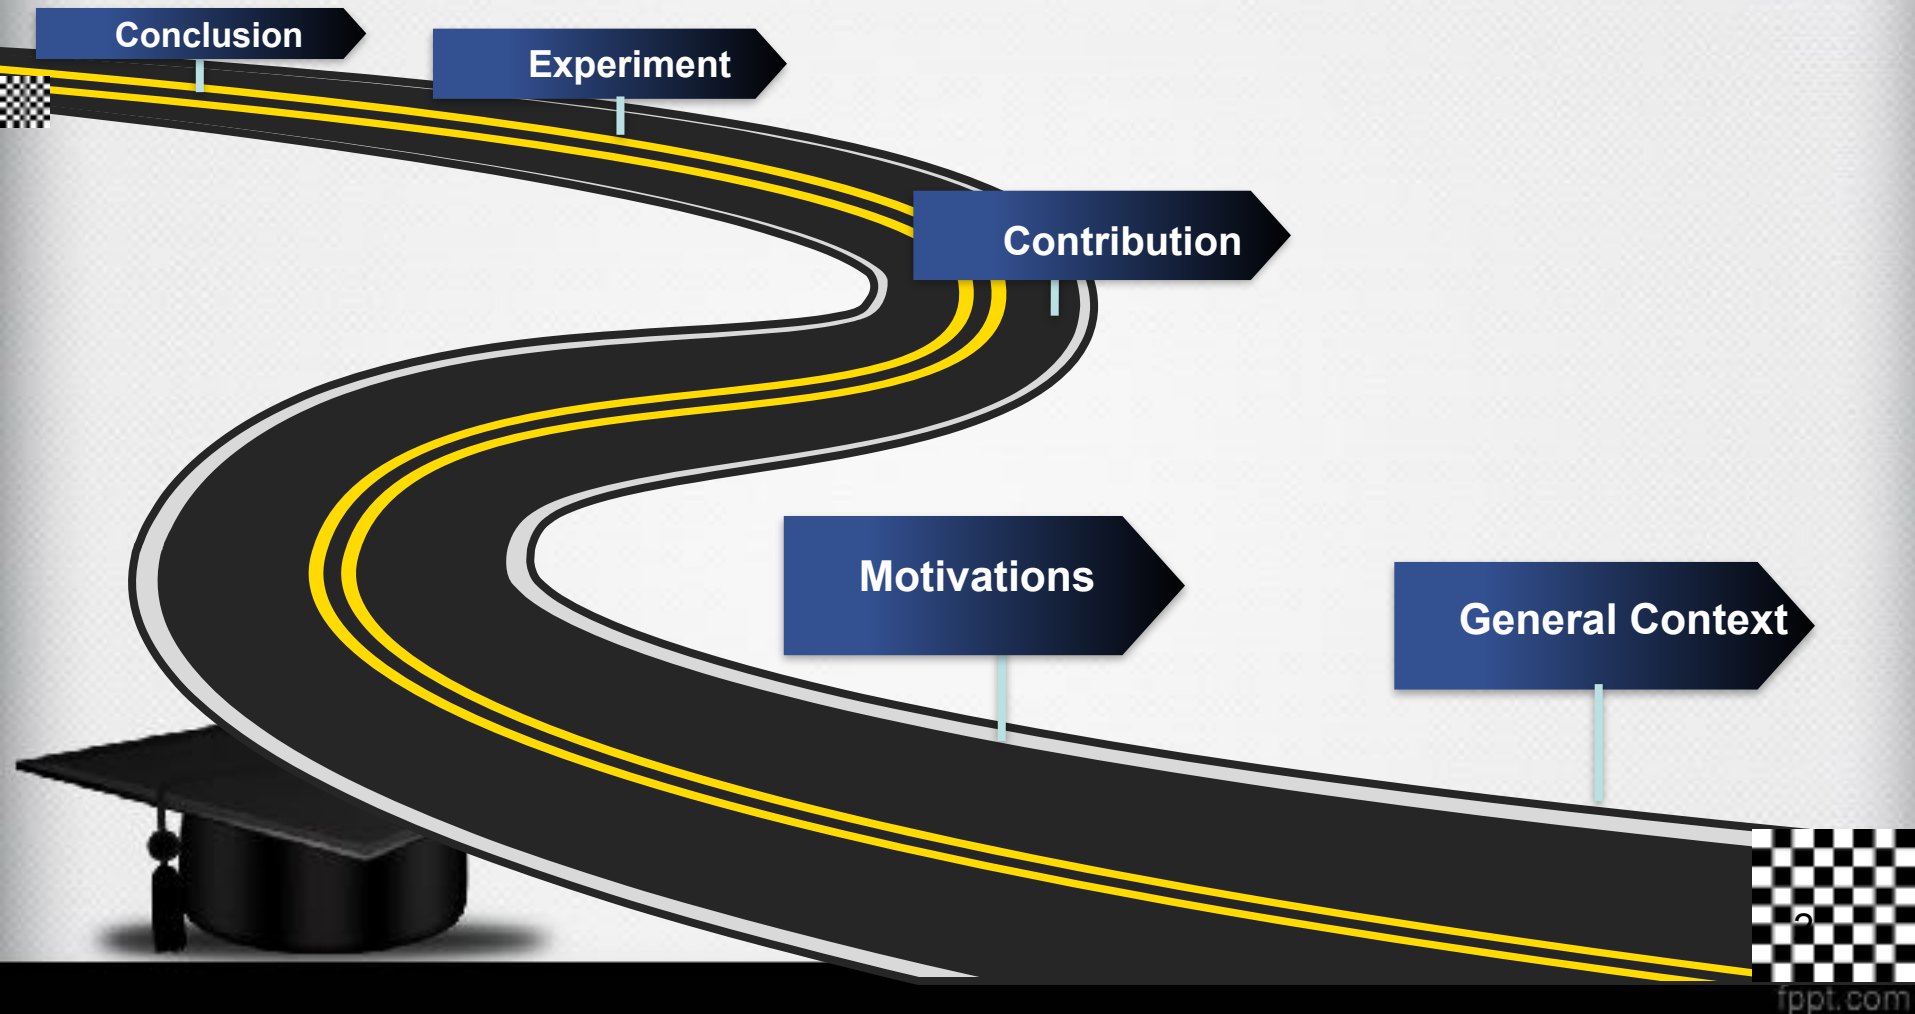 Conclusion
Experiment
Contribution
Motivations
General Context
fppt.com